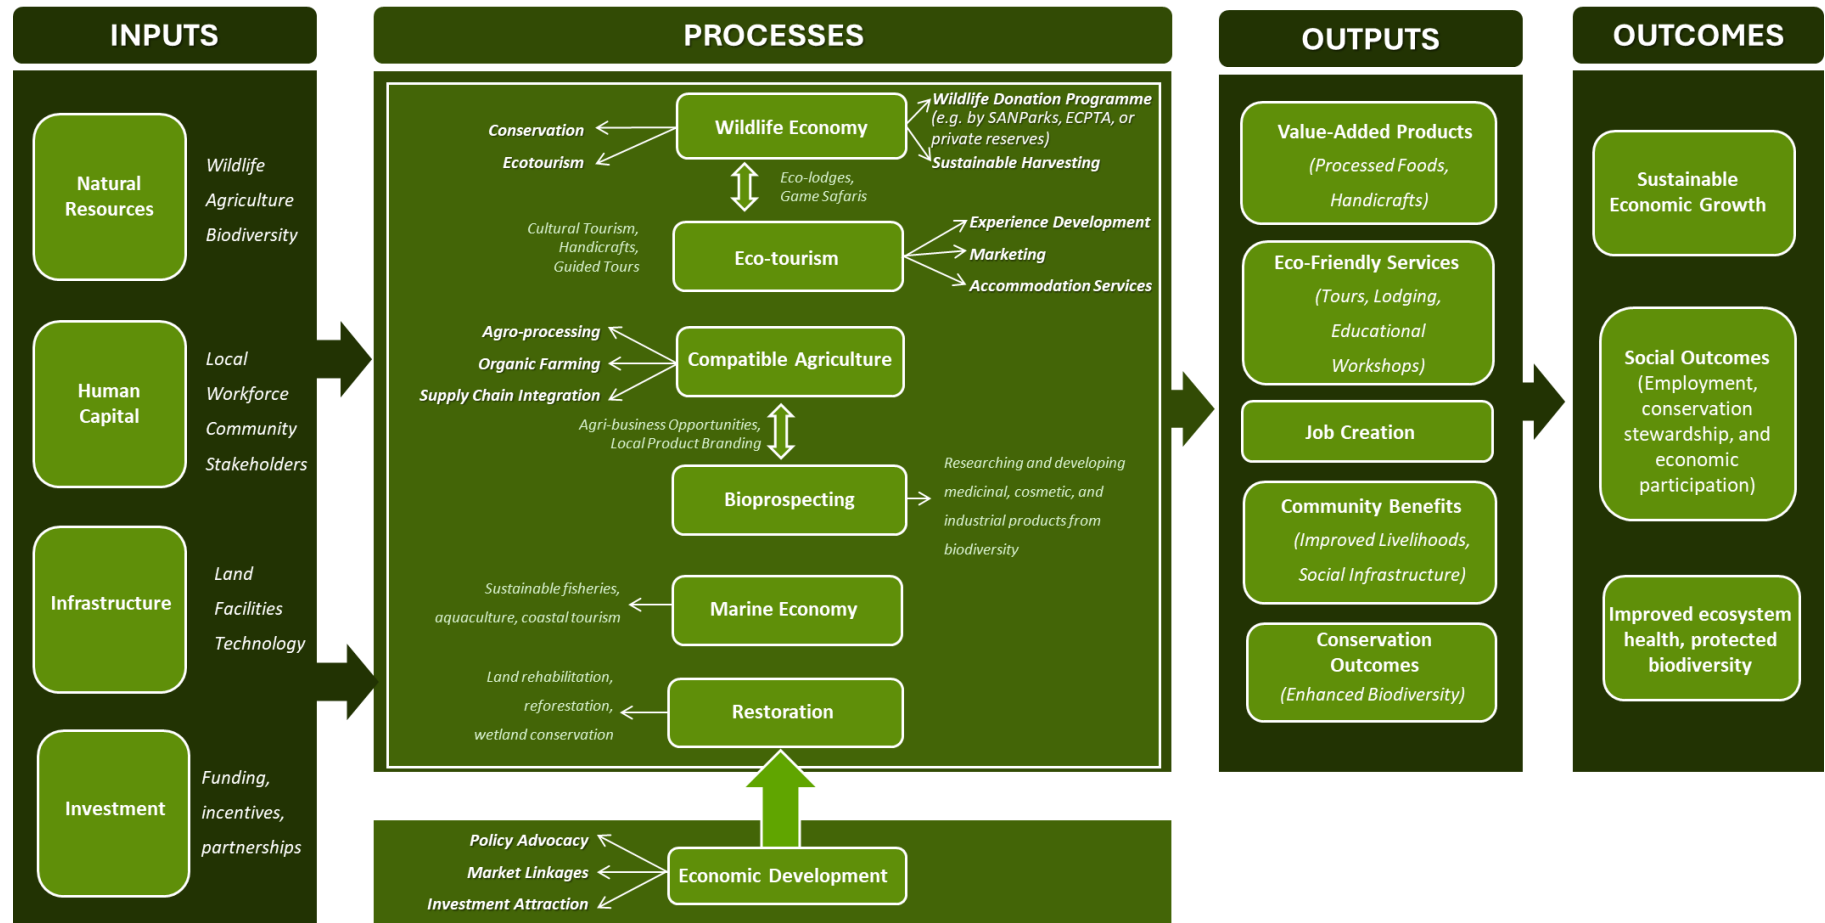 INPUTS
Natural
Resources
Wildlife
Agriculture
Biodiversity
Human
Capital
Local
Workforce
Community
Stakeholders
Infrastructure
Land
Facilities
Technology
Investment
Funding,
incentives,
partnerships
PROCESSES
Wildlife Economy
Conservation
Ecotourism
Wildlife Donation Programme
(e.g. by SANParks, ECPTA, or
private reserves)
Sustainable Harvesting
Eco-lodges,
Game Safaris
Cultural Tourism,
Handicrafts,
Guided Tours
Eco-tourism
Experience Development
Marketing
Accommodation Services
Agro-processing
Organic Farming
Supply Chain Integration
Compatible Agriculture
Agri-business Opportunities,
Local Product Branding
Bioprospecting
Researching and developing
medicinal, cosmetic, and
industrial products from
biodiversity
Sustainable fisheries,
aquaculture, coastal tourism
Marine Economy
Land rehabilitation,
reforestation,
wetland conservation
Restoration
Policy Advocacy
Market Linkages
Investment Attraction
Economic Development
OUTPUTS
Value-Added Products
(Processed Foods,
Handicrafts)
Eco-Friendly Services
(Tours, Lodging,
Educational
Workshops)
Job Creation
Community Benefits
(Improved Livelihoods,
Social Infrastructure)
Conservation
Outcomes
(Enhanced Biodiversity)
OUTCOMES
Sustainable
Economic Growth
Social Outcomes
(Employment,
conservation
stewardship, and
economic
participation)
Improved ecosystem
health, protected
biodiversity